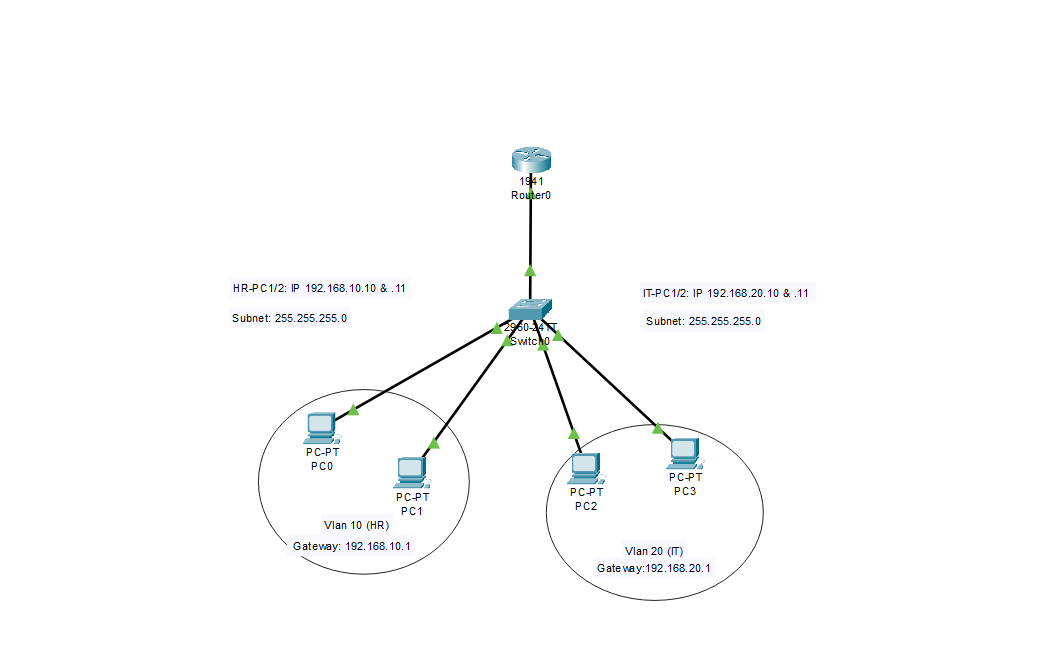 1941
Router0
HR-PC1/2: IP 192.168.10.10 & .11
Subnet: 255.255.255.0
IT-PC1/2: IP 192.168.20.10 & .11
Subnet: 255.255.255.0
2960-24TT
Switch0
PC-PT
PC0
PC-PT
PC1
Vlan 10 (HR)
Gateway: 192.168.10.1
PC-PT
PC2
PC-PT
PC3
Vlan 20 (IT)
Gateway:192.168.20.1